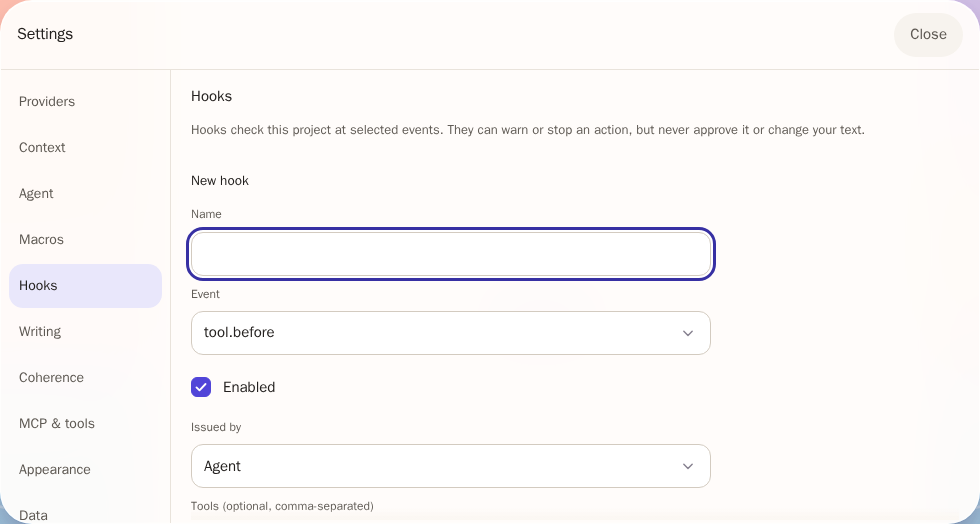 Settings
Close
Providers
Context
Agent
Macros
Hooks
Writing
Coherence
MCP & tools
Appearance
Data
Hooks
Hooks check this project at selected events. They can warn or stop an action, but never approve it or change your text.
New hook
Name
Event
tool.before
Enabled
Issued by
Agent
Tools (optional, comma-separated)